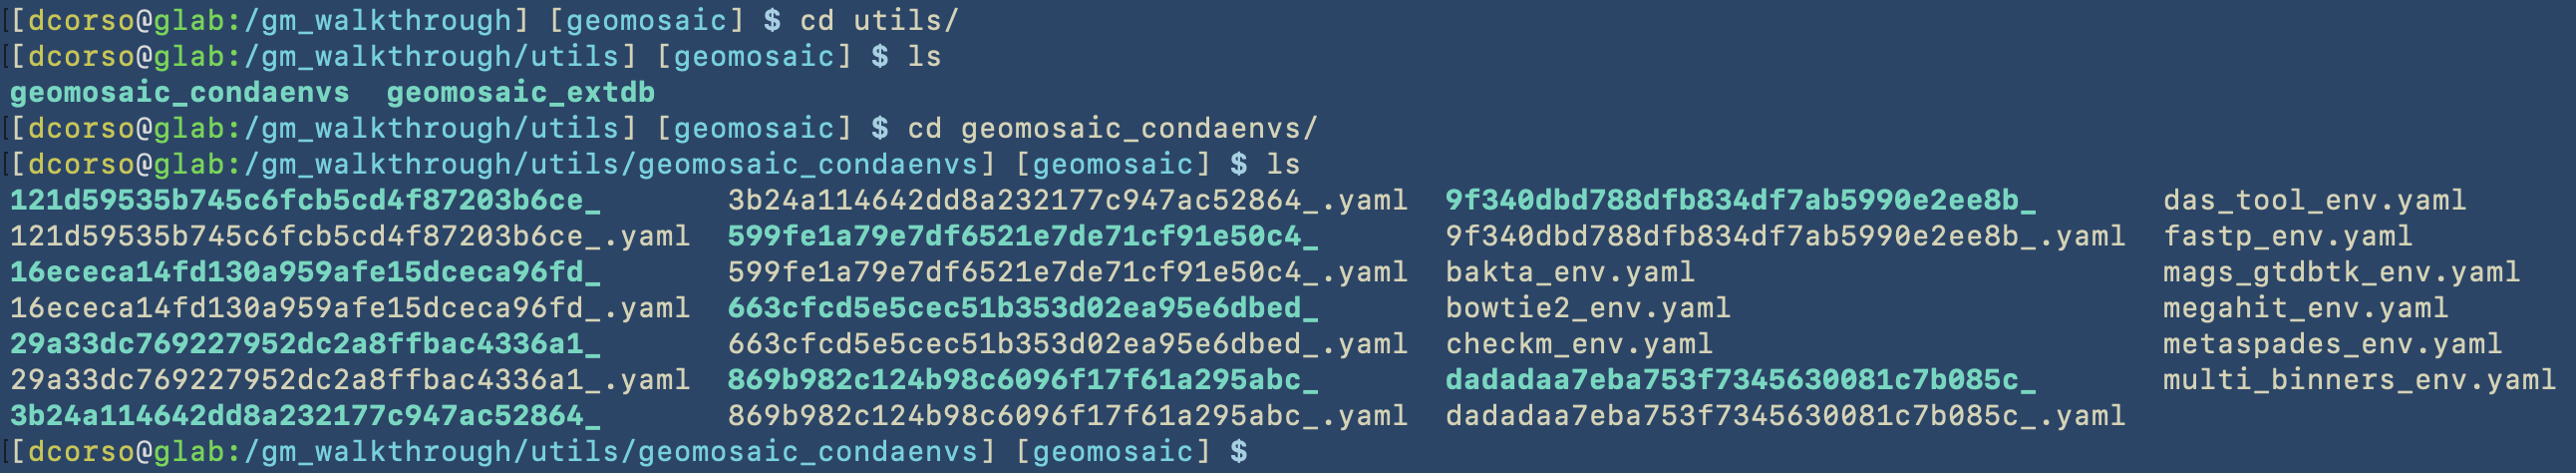 [[dcorso@glab:/gm_walkthrough] [geomosaic] $ cd utils/
[[dcorso@glab:/gm_walkthrough/utils] [geomosaic] $ ls
geomosaic_condaenvs  geomosaic_extdb
[[dcorso@glab:/gm_walkthrough/utils] [geomosaic] $ cd geomosaic_condaenvs/
[[dcorso@glab:/gm_walkthrough/utils/geomosaic_condaenvs] [geomosaic] $ ls
121d59535b745c6fcb5cd4f87203b6ce_       3b24a114642dd8a232177c947ac52864_.yaml  9f340dbd788dfb834df7ab5990e2ee8b_       das_tool_env.yaml
121d59535b745c6fcb5cd4f87203b6ce_.yaml  599fe1a79e7df6521e7de71cf91e50c4_       9f340dbd788dfb834df7ab5990e2ee8b_.yaml  fastp_env.yaml
16ececa14fd130a959afe15dceca96fd_       599fe1a79e7df6521e7de71cf91e50c4_.yaml  bakta_env.yaml                          mags_gtdbtk_env.yaml
16ececa14fd130a959afe15dceca96fd_.yaml  663cfcd5e5cec51b353d02ea95e6dbed_       bowtie2_env.yaml                        megahit_env.yaml
29a33dc769227952dc2a8ffbac4336a1_       663cfcd5e5cec51b353d02ea95e6dbed_.yaml  checkm_env.yaml                         metaspades_env.yaml
29a33dc769227952dc2a8ffbac4336a1_.yaml  869b982c124b98c6096f17f61a295abc_       dadadaa7eba753f7345630081c7b085c_       multi_binners_env.yaml
3b24a114642dd8a232177c947ac52864_       869b982c124b98c6096f17f61a295abc_.yaml  dadadaa7eba753f7345630081c7b085c_.yaml
[[dcorso@glab:/gm_walkthrough/utils/geomosaic_condaenvs] [geomosaic] $